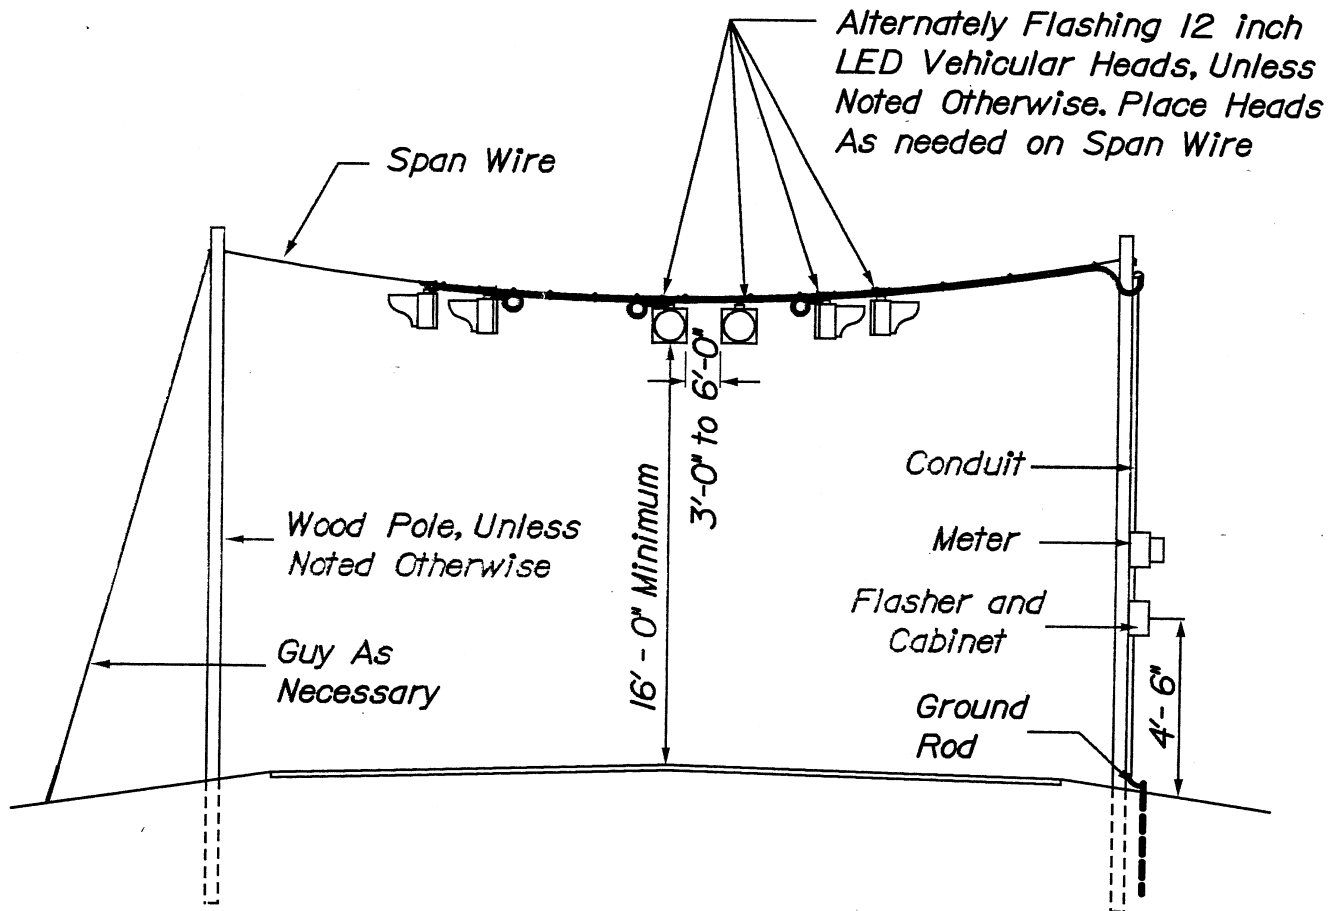 Alternately Flashing 12 inch
LED Vehicular Heads, Unless
Noted Otherwise. Place Heads
As needed on Span Wire
Span Wire
3'-0" to 6'-0"
16'-0" Minimum
Conduit
Meter
Wood Pole, Unless
Noted Otherwise
Flasher and
Cabinet
Guy As
Necessary
4'-6"
Ground
Rod